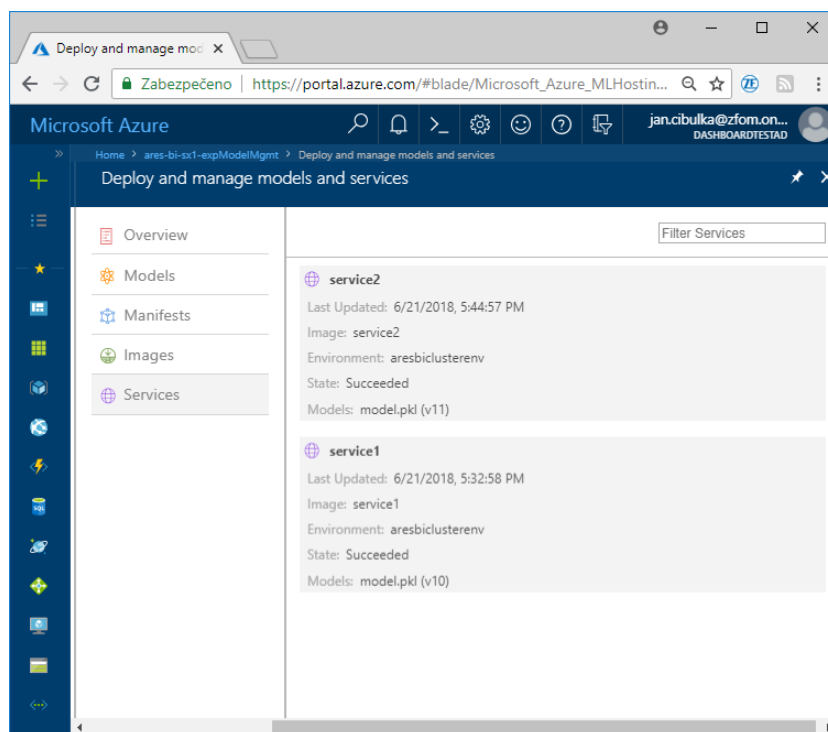 Deploy and manage mod
Zabezpečeno | https://portal.azure.com/#blade/Microsoft_Azure_MLHostin...
Microsoft Azure
jan.cibulka@zfom.on...
DASHBOARDTESTAD
Home > ares-bi-sx1-expModelMgmt > Deploy and manage models and services
Deploy and manage models and services
Overview
Models
Manifests
Images
Services
Filter Services
service2
Last Updated: 6/21/2018, 5:44:57 PM
Image: service2
Environment: aresbiclusterenv
State: Succeeded
Models: model.pkl (v11)
service1
Last Updated: 6/21/2018, 5:32:58 PM
Image: service1
Environment: aresbiclusterenv
State: Succeeded
Models: model.pkl (v10)
SQL